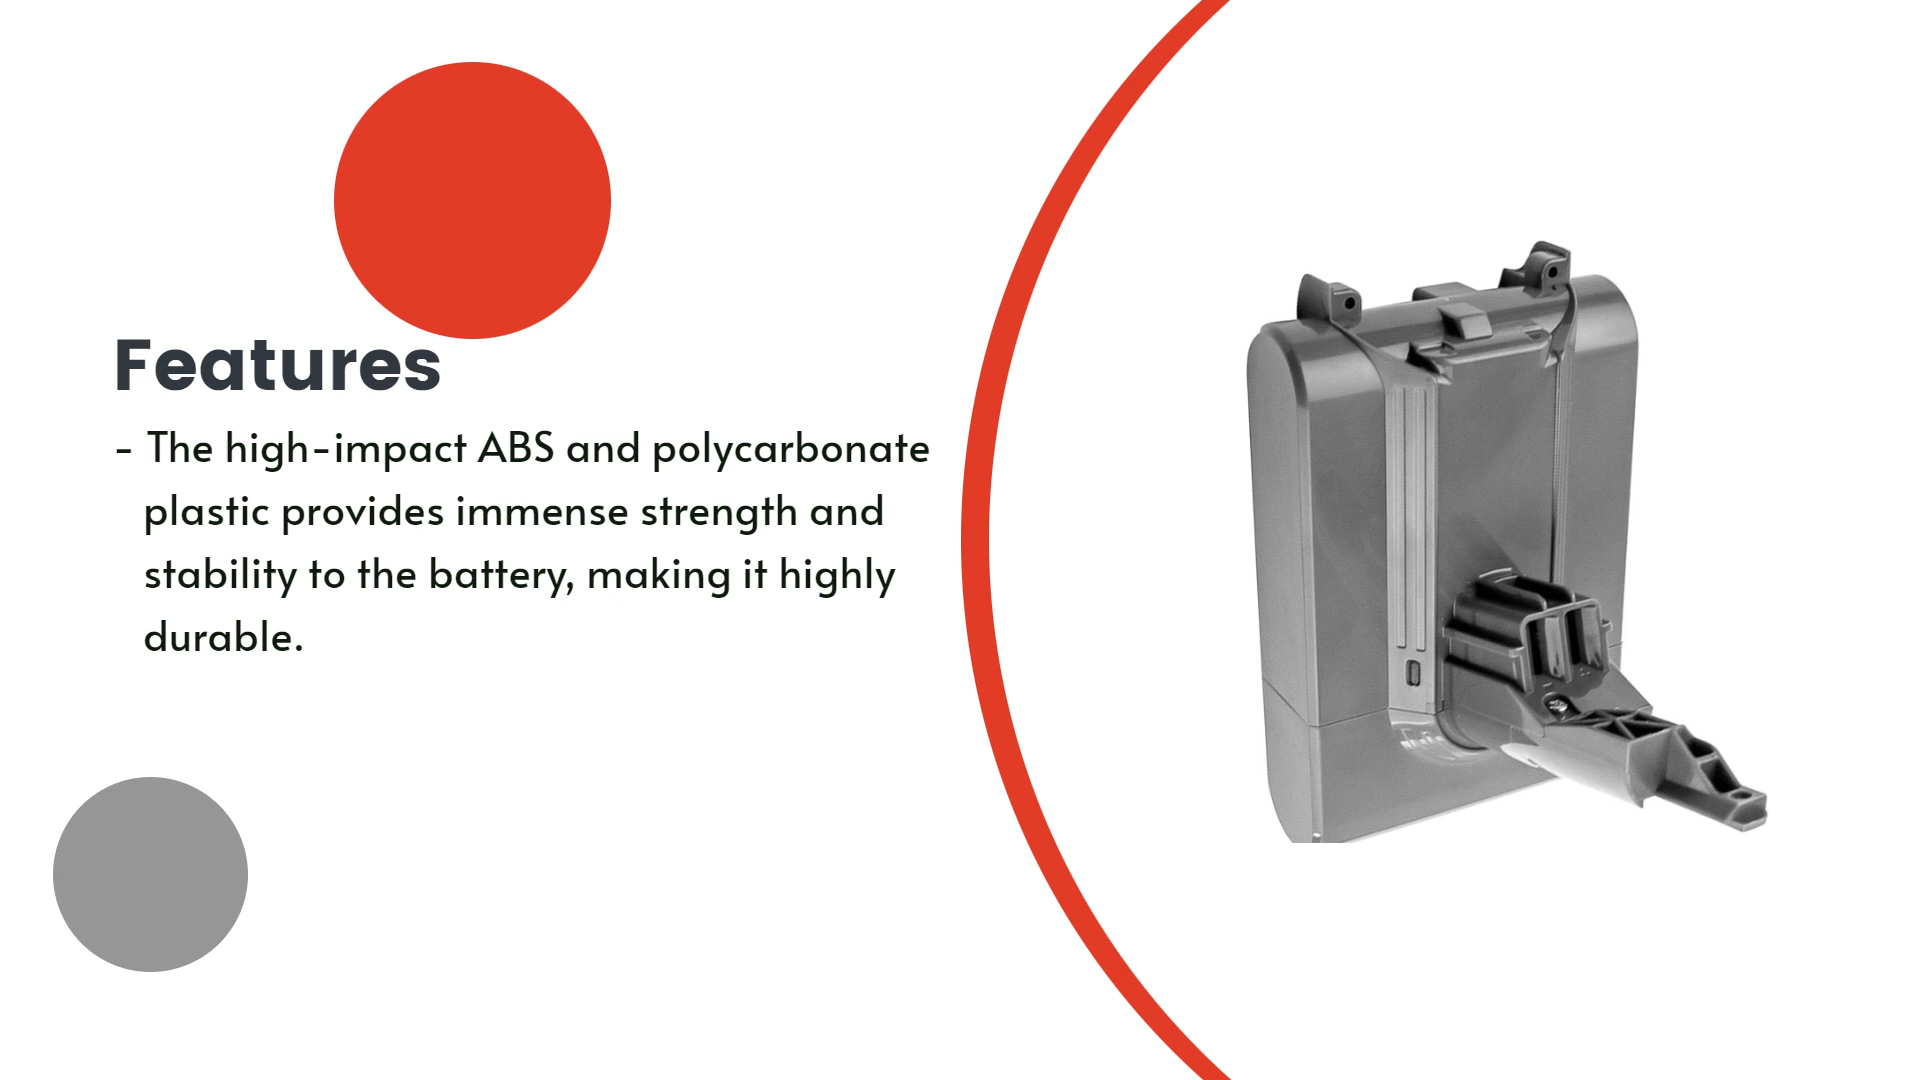 Features
- The high-impact ABS and polycarbonate
plastic provides immense strength and
stability to the battery, making it highly
durable.